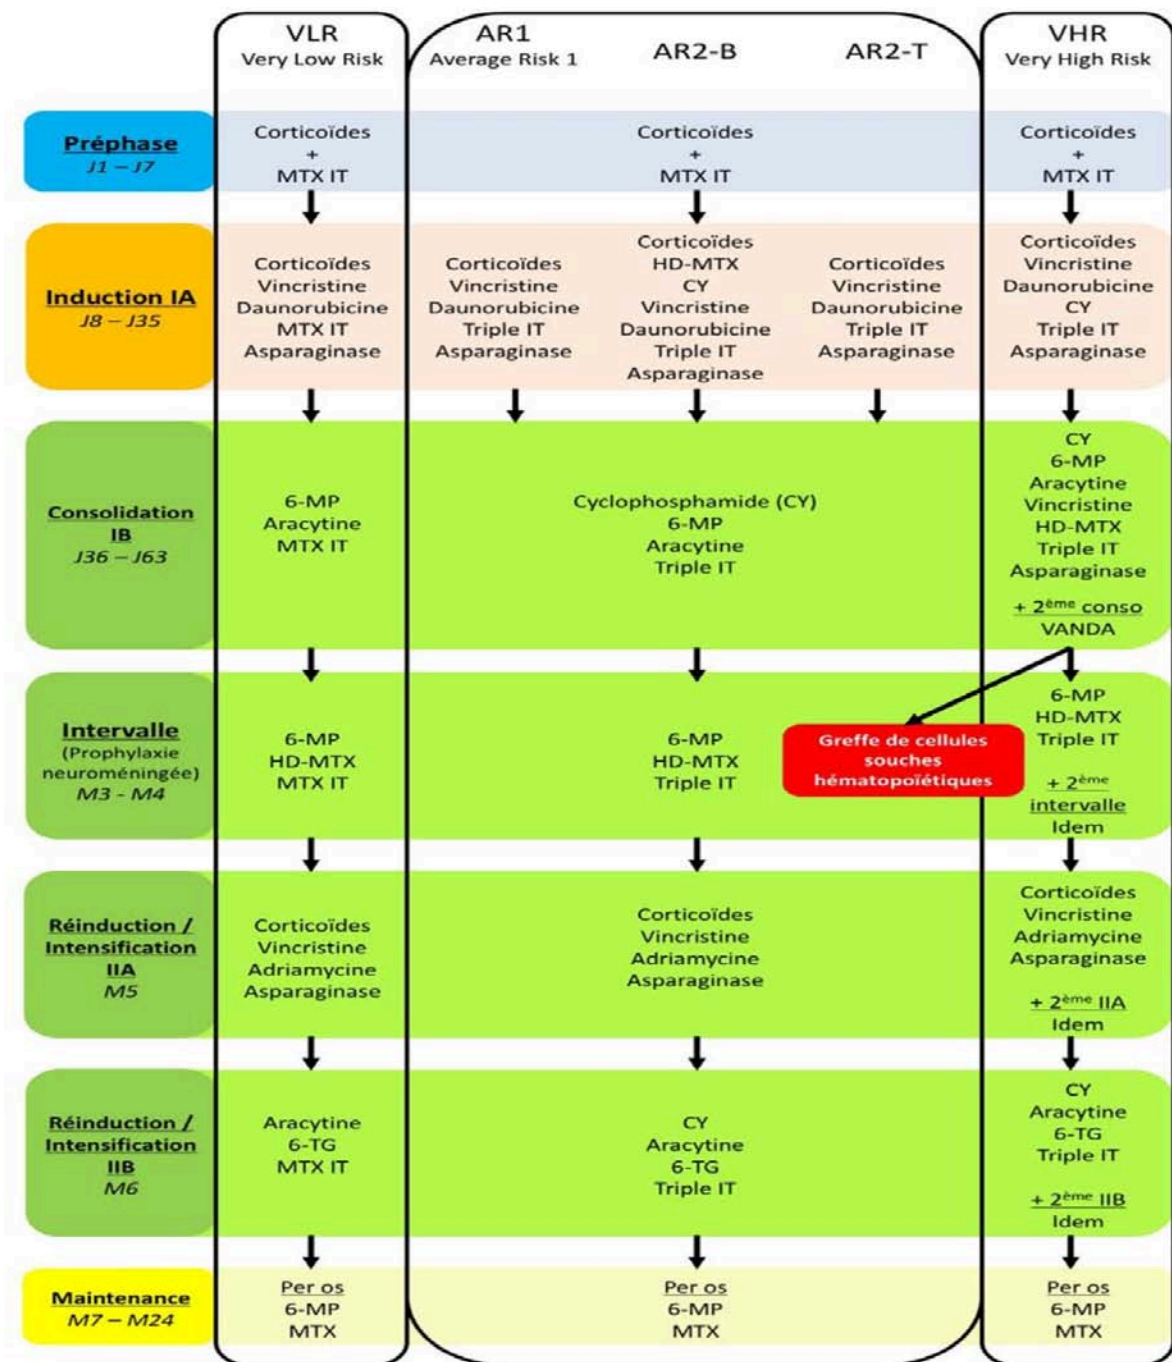 VLR
Very Low Risk
AR1
Average Risk 1
AR2-B
AR2-T
VHR
Very High Risk
Préphase
J1 – J7
Corticoïdes
+
MTX IT
Corticoïdes
+
MTX IT
Corticoïdes
+
MTX IT
Induction IA
J8 – J35
Corticoïdes
Vincristine
Daunorubicine
MTX IT
Asparaginase
Corticoïdes
Vincristine
Daunorubicine
Triple IT
Asparaginase
Corticoïdes
HD-MTX
CY
Vincristine
Daunorubicine
Triple IT
Asparaginase
Corticoïdes
Vincristine
Daunorubicine
Triple IT
Asparaginase
Corticoïdes
Vincristine
Daunorubicine
CY
Triple IT
Asparaginase
Consolidation
IB
J36 – J63
6-MP
Aracytine
MTX IT
Cyclophosphamide (CY)
6-MP
Aracytine
Triple IT
CY
6-MP
Aracytine
Vincristine
HD-MTX
Triple IT
Asparaginase
+ 2ème conso
VANDA
Intervalle
(Prophylaxie
neuroméningée)
M3 - M4
6-MP
HD-MTX
MTX IT
6-MP
HD-MTX
Triple IT
Greffe de cellules
souches
hématopoïétiques
6-MP
HD-MTX
Triple IT
+ 2ème
intervalle
Idem
Réinduction /
Intensification
IIA
M5
Corticoïdes
Vincristine
Adriamycine
Asparaginase
Corticoïdes
Vincristine
Adriamycine
Asparaginase
Corticoïdes
Vincristine
Adriamycine
Asparaginase
+ 2ème IIA
Idem
Réinduction /
Intensification
IIB
M6
Aracytine
6-TG
MTX IT
CY
Aracytine
6-TG
Triple IT
CY
Aracytine
6-TG
Triple IT
+ 2ème IIB
Idem
Maintenance
M7 – M24
Per os
6-MP
MTX
Per os
6-MP
MTX
Per os
6-MP
MTX